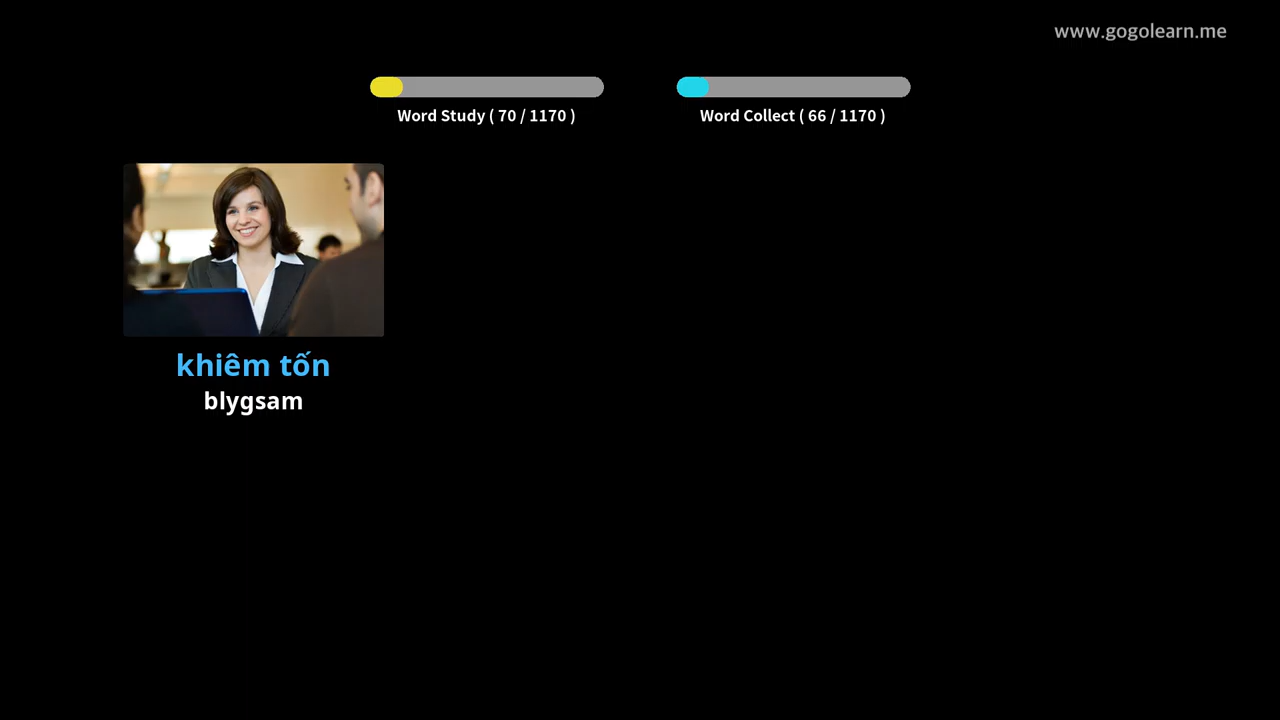 www.gogolearn.me
Word Study ( 70 / 1170 )
Word Collect ( 66 / 1170 )
khiêm tốn
blygsam